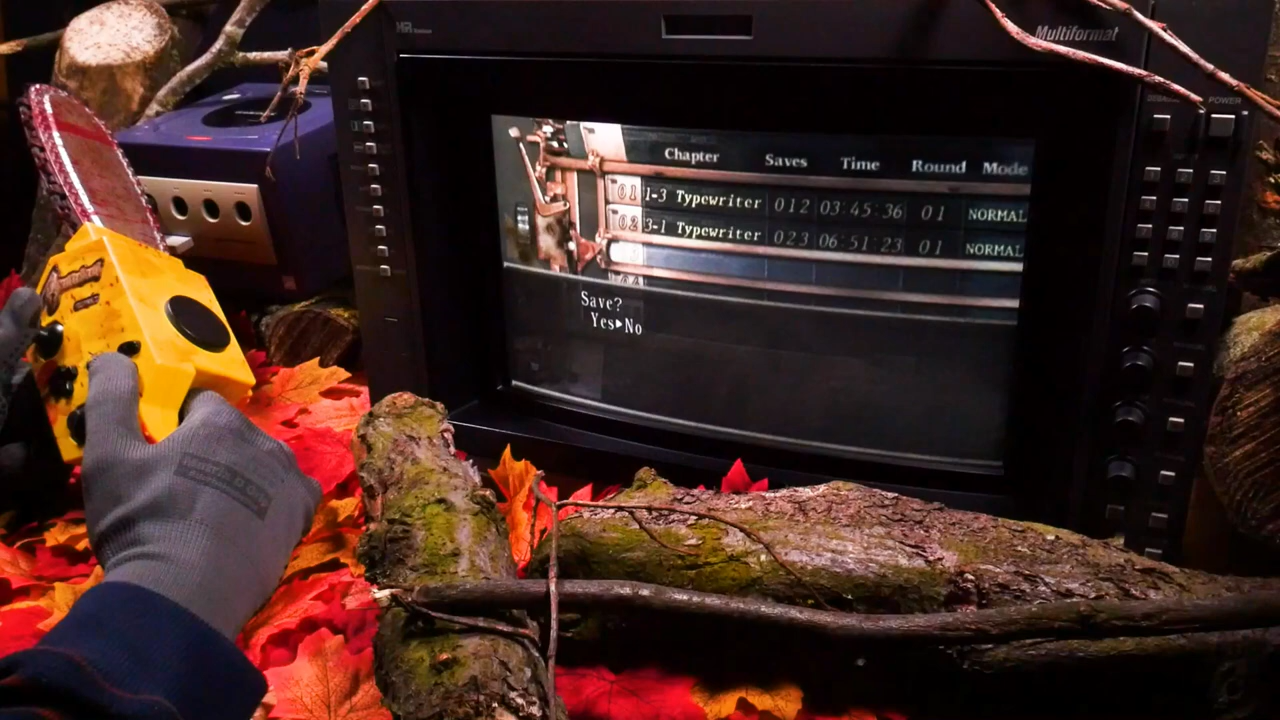 Multiformat
POWER
Chapter Saves Time Round Mode
01 1-3 Typewriter 012 03:45:36 01 NORMAL
02 3-1 Typewriter 023 06:51:23 01 NORMAL
Save?
Yes▶No